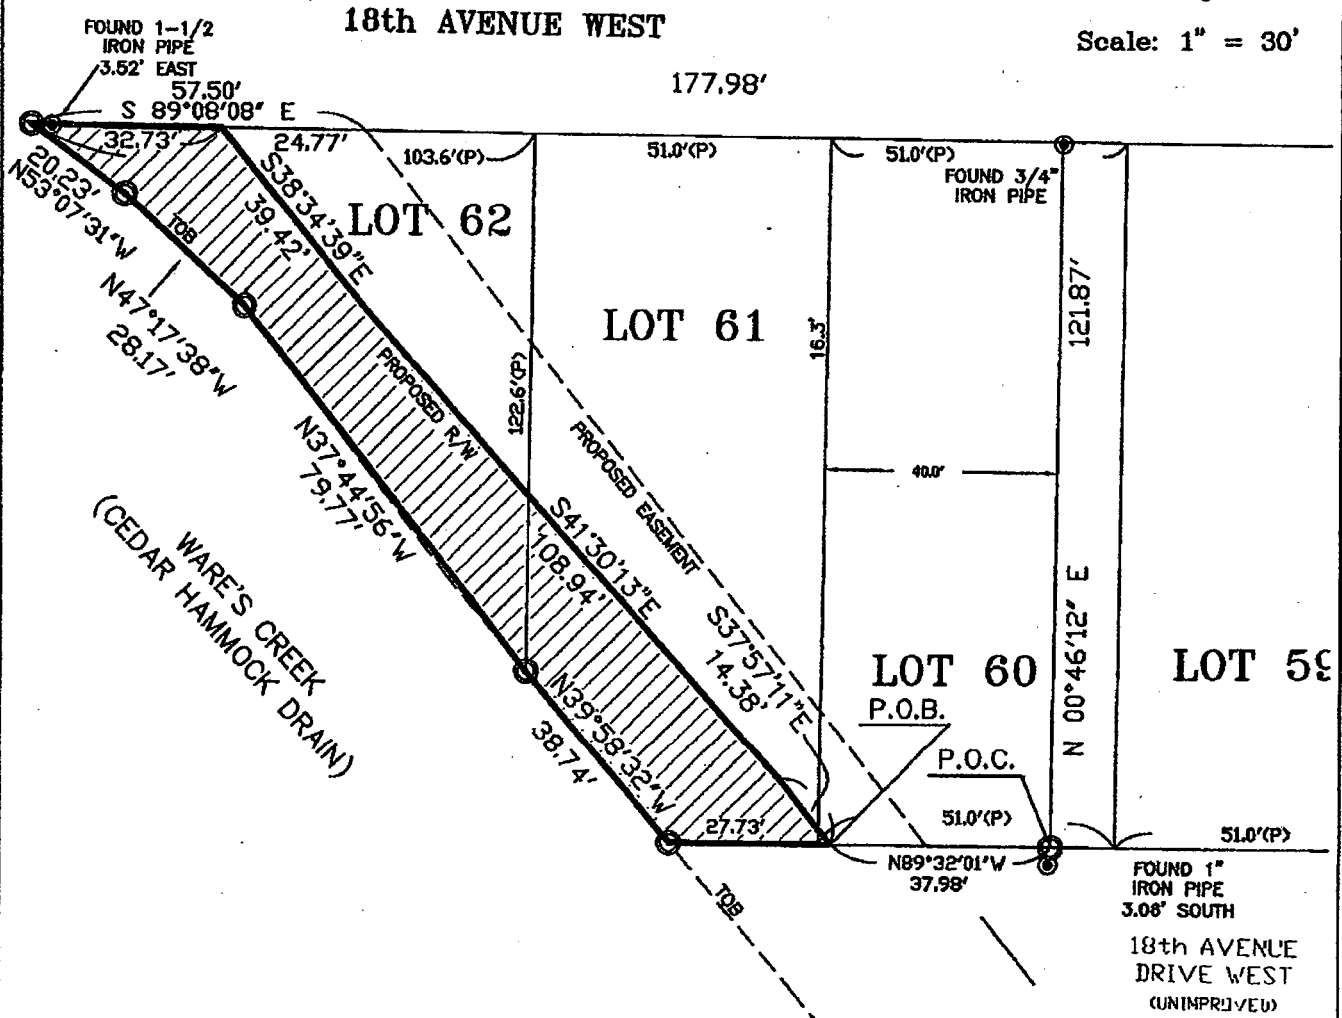 18th AVENUE WEST
Scale: 1" = 30'
FOUND 1-1/2
IRON PIPE
3.52' EAST
57.50'
S 89°08'08" E
177.98'
32.73'
24.77'
103.6'(P)
51.0'(P)
51.0'(P)
FOUND 3/4"
IRON PIPE
20.23'
N53°07'31"W
TOB
S38°34'39"E
39.42'
LOT 62
N47°17'38"W
28.17'
LOT 61
16.3'
121.87'
PROPOSED R/W
122.6'(P)
PROPOSED EASEMENT
40.0'
N37°44'56"W
79.77'
S41°30'13"E
108.94'
WARE'S CREEK
(CEDAR HAMMOCK DRAIN)
S37°57'11"E
14.38'
N 00°46'12" E
LOT 60
LOT 59
P.O.B.
P.O.C.
N39°58'32"W
38.74'
27.73'
51.0'(P)
51.0'(P)
N89°32'01"W
37.98'
FOUND 1"
IRON PIPE
3.08' SOUTH
TOB
18th AVENUE
DRIVE WEST
(UNIMPROVED)